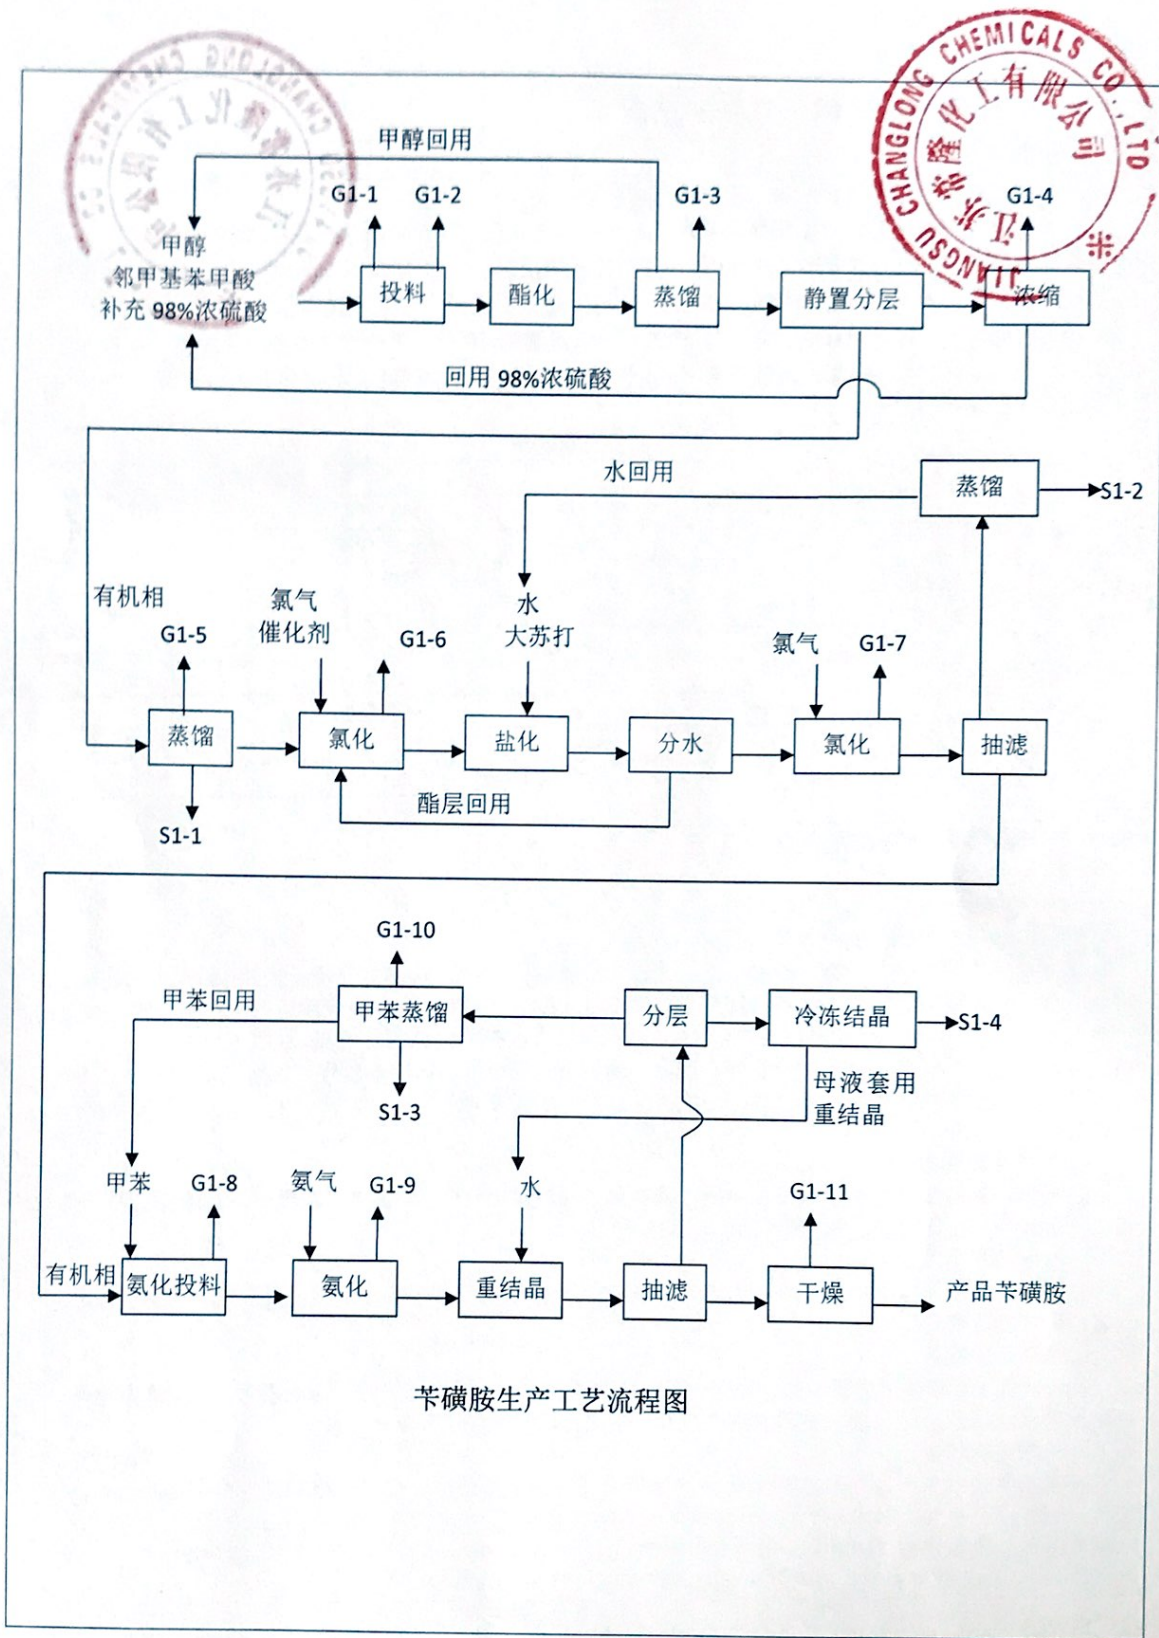 JIANGSU CHANGLONG CHEMICALS CO.,LTD
江苏常隆化工有限公司
甲醇回用
G1-1
G1-2
G1-3
G1-4
甲醇
邻甲基苯甲酸
补充 98%浓硫酸
投料
酯化
蒸馏
静置分层
浓缩
回用 98%浓硫酸
水回用
蒸馏
S1-2
有机相
G1-5
氯气
催化剂
G1-6
水
大苏打
氯气
G1-7
蒸馏
氯化
盐化
分水
氯化
抽滤
酯层回用
S1-1
G1-10
甲苯回用
甲苯蒸馏
分层
冷冻结晶
S1-4
S1-3
母液套用
重结晶
甲苯
G1-8
氨气
G1-9
水
G1-11
有机相
氨化投料
氨化
重结晶
抽滤
干燥
产品苄磺胺
苄磺胺生产工艺流程图